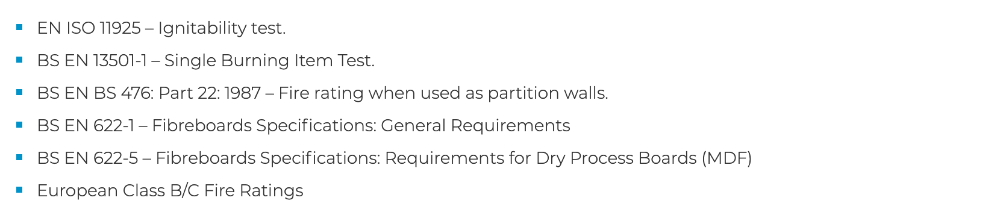 EN ISO 11925 – Ignitability test.
BS EN 13501-1 – Single Burning Item Test.
BS EN BS 476: Part 22: 1987 – Fire rating when used as partition walls.
BS EN 622-1 – Fibreboards Specifications: General Requirements
BS EN 622-5 – Fibreboards Specifications: Requirements for Dry Process Boards (MDF)
European Class B/C Fire Ratings